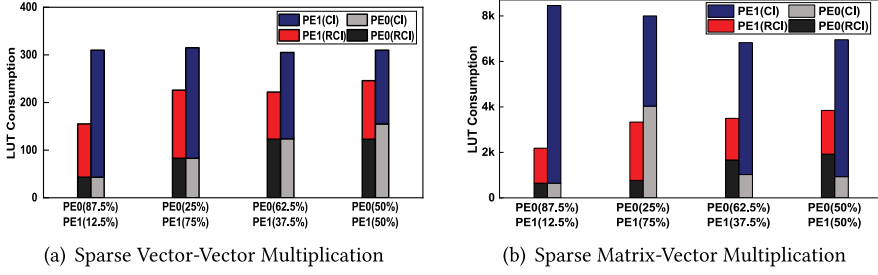 400
300
200
100
0
LUT Consumption
PE1(CI) PE0(CI)
PE1(RCI) PE0(RCI)
PE0(87.5%) PE0(25%) PE0(62.5%) PE0(50%)
PE1(12.5%) PE1(75%) PE1(37.5%) PE1(50%)
(a) Sparse Vector-Vector Multiplication
8k
6k
4k
2k
0
LUT Consumption
PE1(CI) PE0(CI)
PE1(RCI) PE0(RCI)
PE0(87.5%) PE0(25%) PE0(62.5%) PE0(50%)
PE1(12.5%) PE1(75%) PE1(37.5%) PE1(50%)
(b) Sparse Matrix-Vector Multiplication